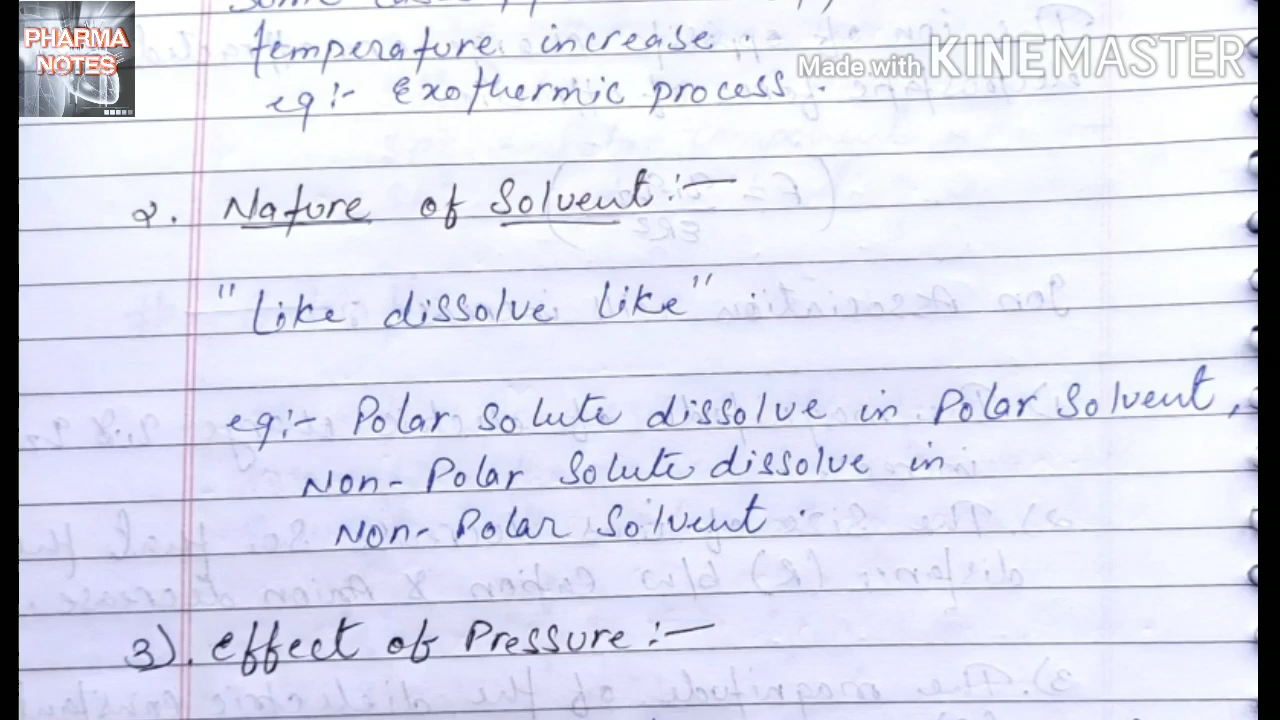 PHARMA
NOTES
Made with KINEMASTER
temperature increase.
eg:- Exothermic process.
2. Nature of Solvent:-
"Like dissolve like"
eg:- Polar Solute dissolve in Polar Solvent,
Non-Polar Solute dissolve in
Non-Polar Solvent.
3). effect of Pressure:-